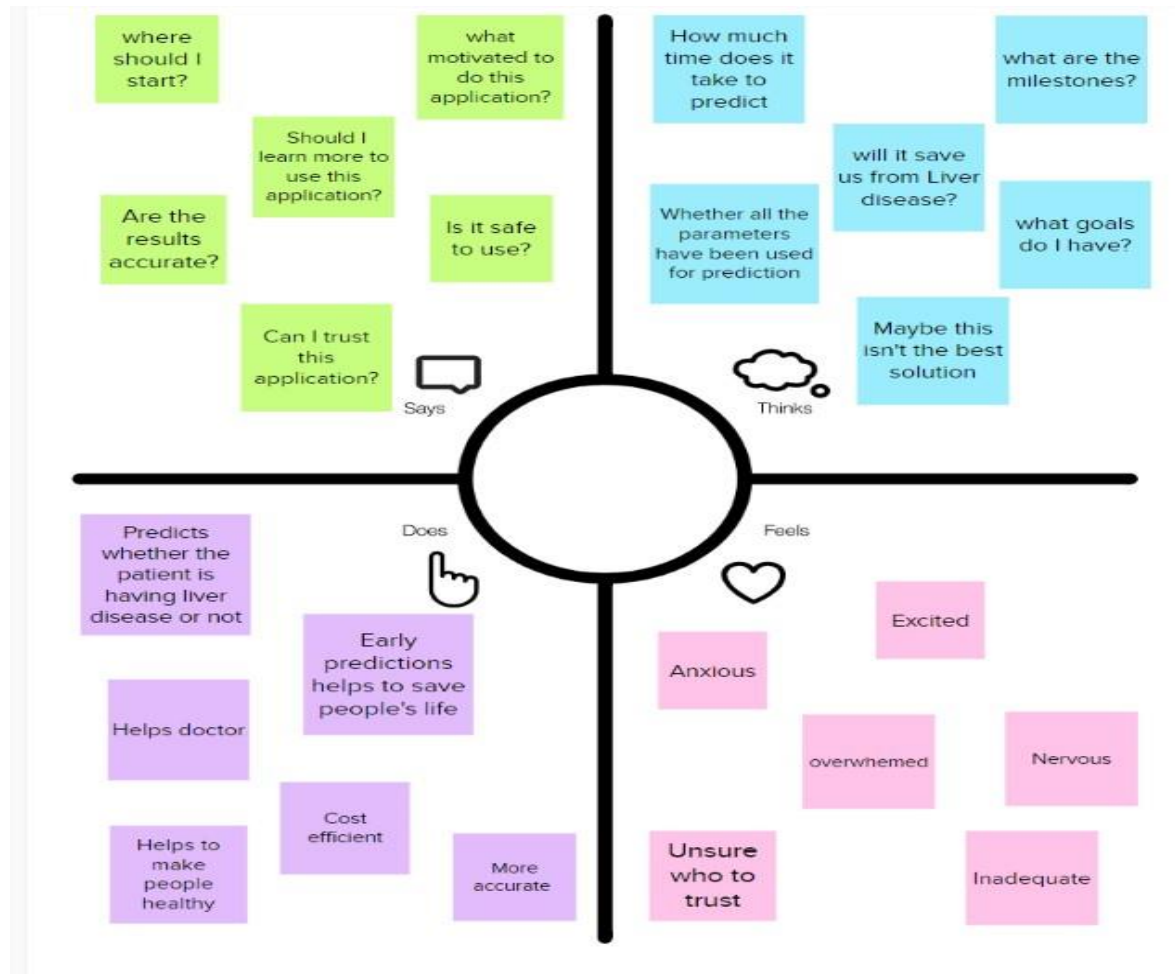 where
should I
start?
what
motivated to
do this
application?
Should I
learn more to
use this
application?
Are the
results
accurate?
Is it safe
to use?
Can I trust
this
application?
Says
How much
time does it
take to
predict
what are the
milestones?
will it save
us from Liver
disease?
Whether all the
parameters
have been used
for prediction
what goals
do I have?
Maybe this
isn't the best
solution
Thinks
Does
Predicts
whether the
patient is
having liver
disease or not
Early
predictions
helps to save
people's life
Helps doctor
Cost
efficient
Helps to
make
people
healthy
More
accurate
Feels
Excited
Anxious
overwhemed
Nervous
Unsure
who to
trust
Inadequate